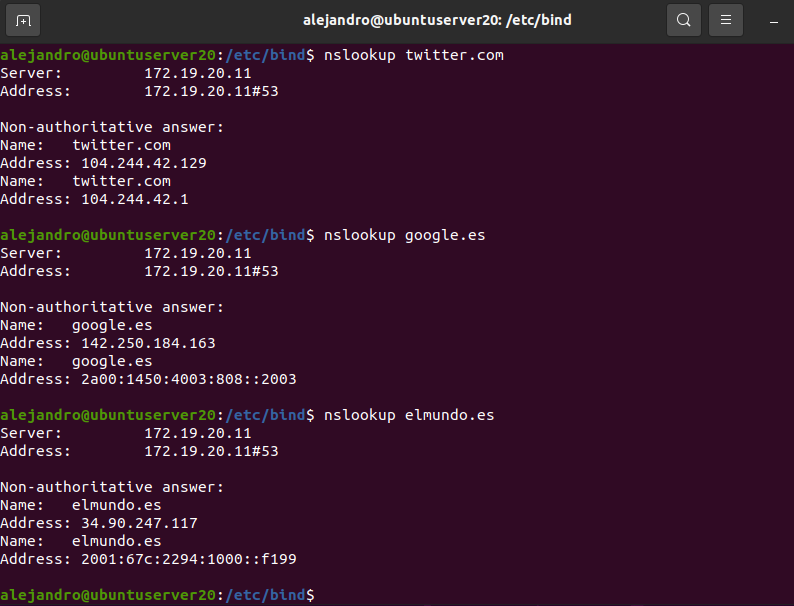 alejandro@ubuntuserver20: /etc/bind
alejandro@ubuntuserver20:/etc/bind$ nslookup twitter.com
Server:         172.19.20.11
Address:        172.19.20.11#53

Non-authoritative answer:
Name:   twitter.com
Address: 104.244.42.129
Name:   twitter.com
Address: 104.244.42.1

alejandro@ubuntuserver20:/etc/bind$ nslookup google.es
Server:         172.19.20.11
Address:        172.19.20.11#53

Non-authoritative answer:
Name:   google.es
Address: 142.250.184.163
Name:   google.es
Address: 2a00:1450:4003:808::2003

alejandro@ubuntuserver20:/etc/bind$ nslookup elmundo.es
Server:         172.19.20.11
Address:        172.19.20.11#53

Non-authoritative answer:
Name:   elmundo.es
Address: 34.90.247.117
Name:   elmundo.es
Address: 2001:67c:2294:1000::f199

alejandro@ubuntuserver20:/etc/bind$